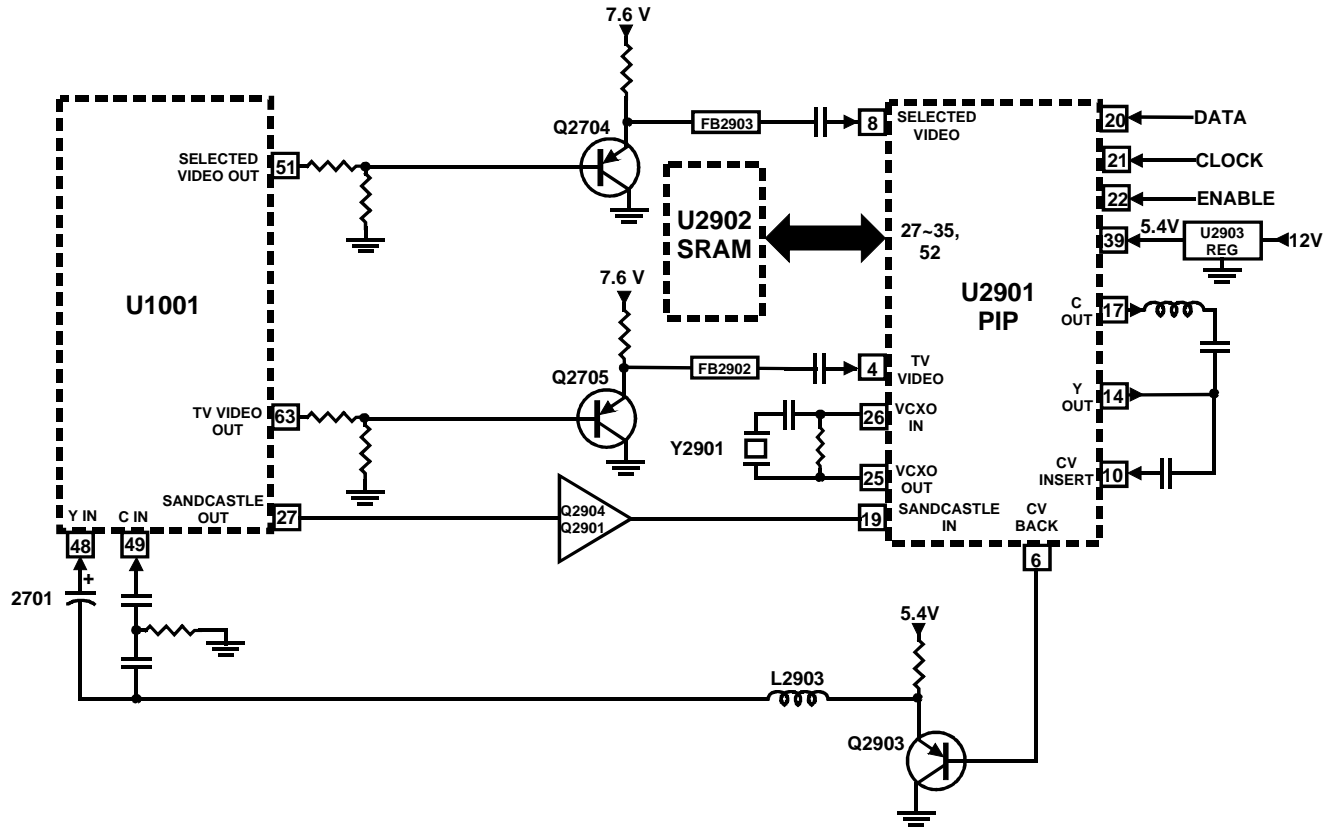 7.6 V
Q2704
FB2903
8
SELECTED
VIDEO
20
DATA
SELECTED
VIDEO OUT
51
21
CLOCK
22
ENABLE
U2902
SRAM
27~35,
52
39
5.4V
U2903
REG
12V
U1001
7.6 V
U2901
PIP
C
OUT
17
Q2705
FB2902
4
TV
VIDEO
Y
OUT
14
TV VIDEO
OUT
63
Y2901
26
VCXO
IN
25
VCXO
OUT
CV
INSERT
10
SANDCASTLE
OUT
27
Q2904
Q2901
19
SANDCASTLE
IN
CV
BACK
6
Y IN
C IN
48
49
+
2701
5.4V
L2903
Q2903